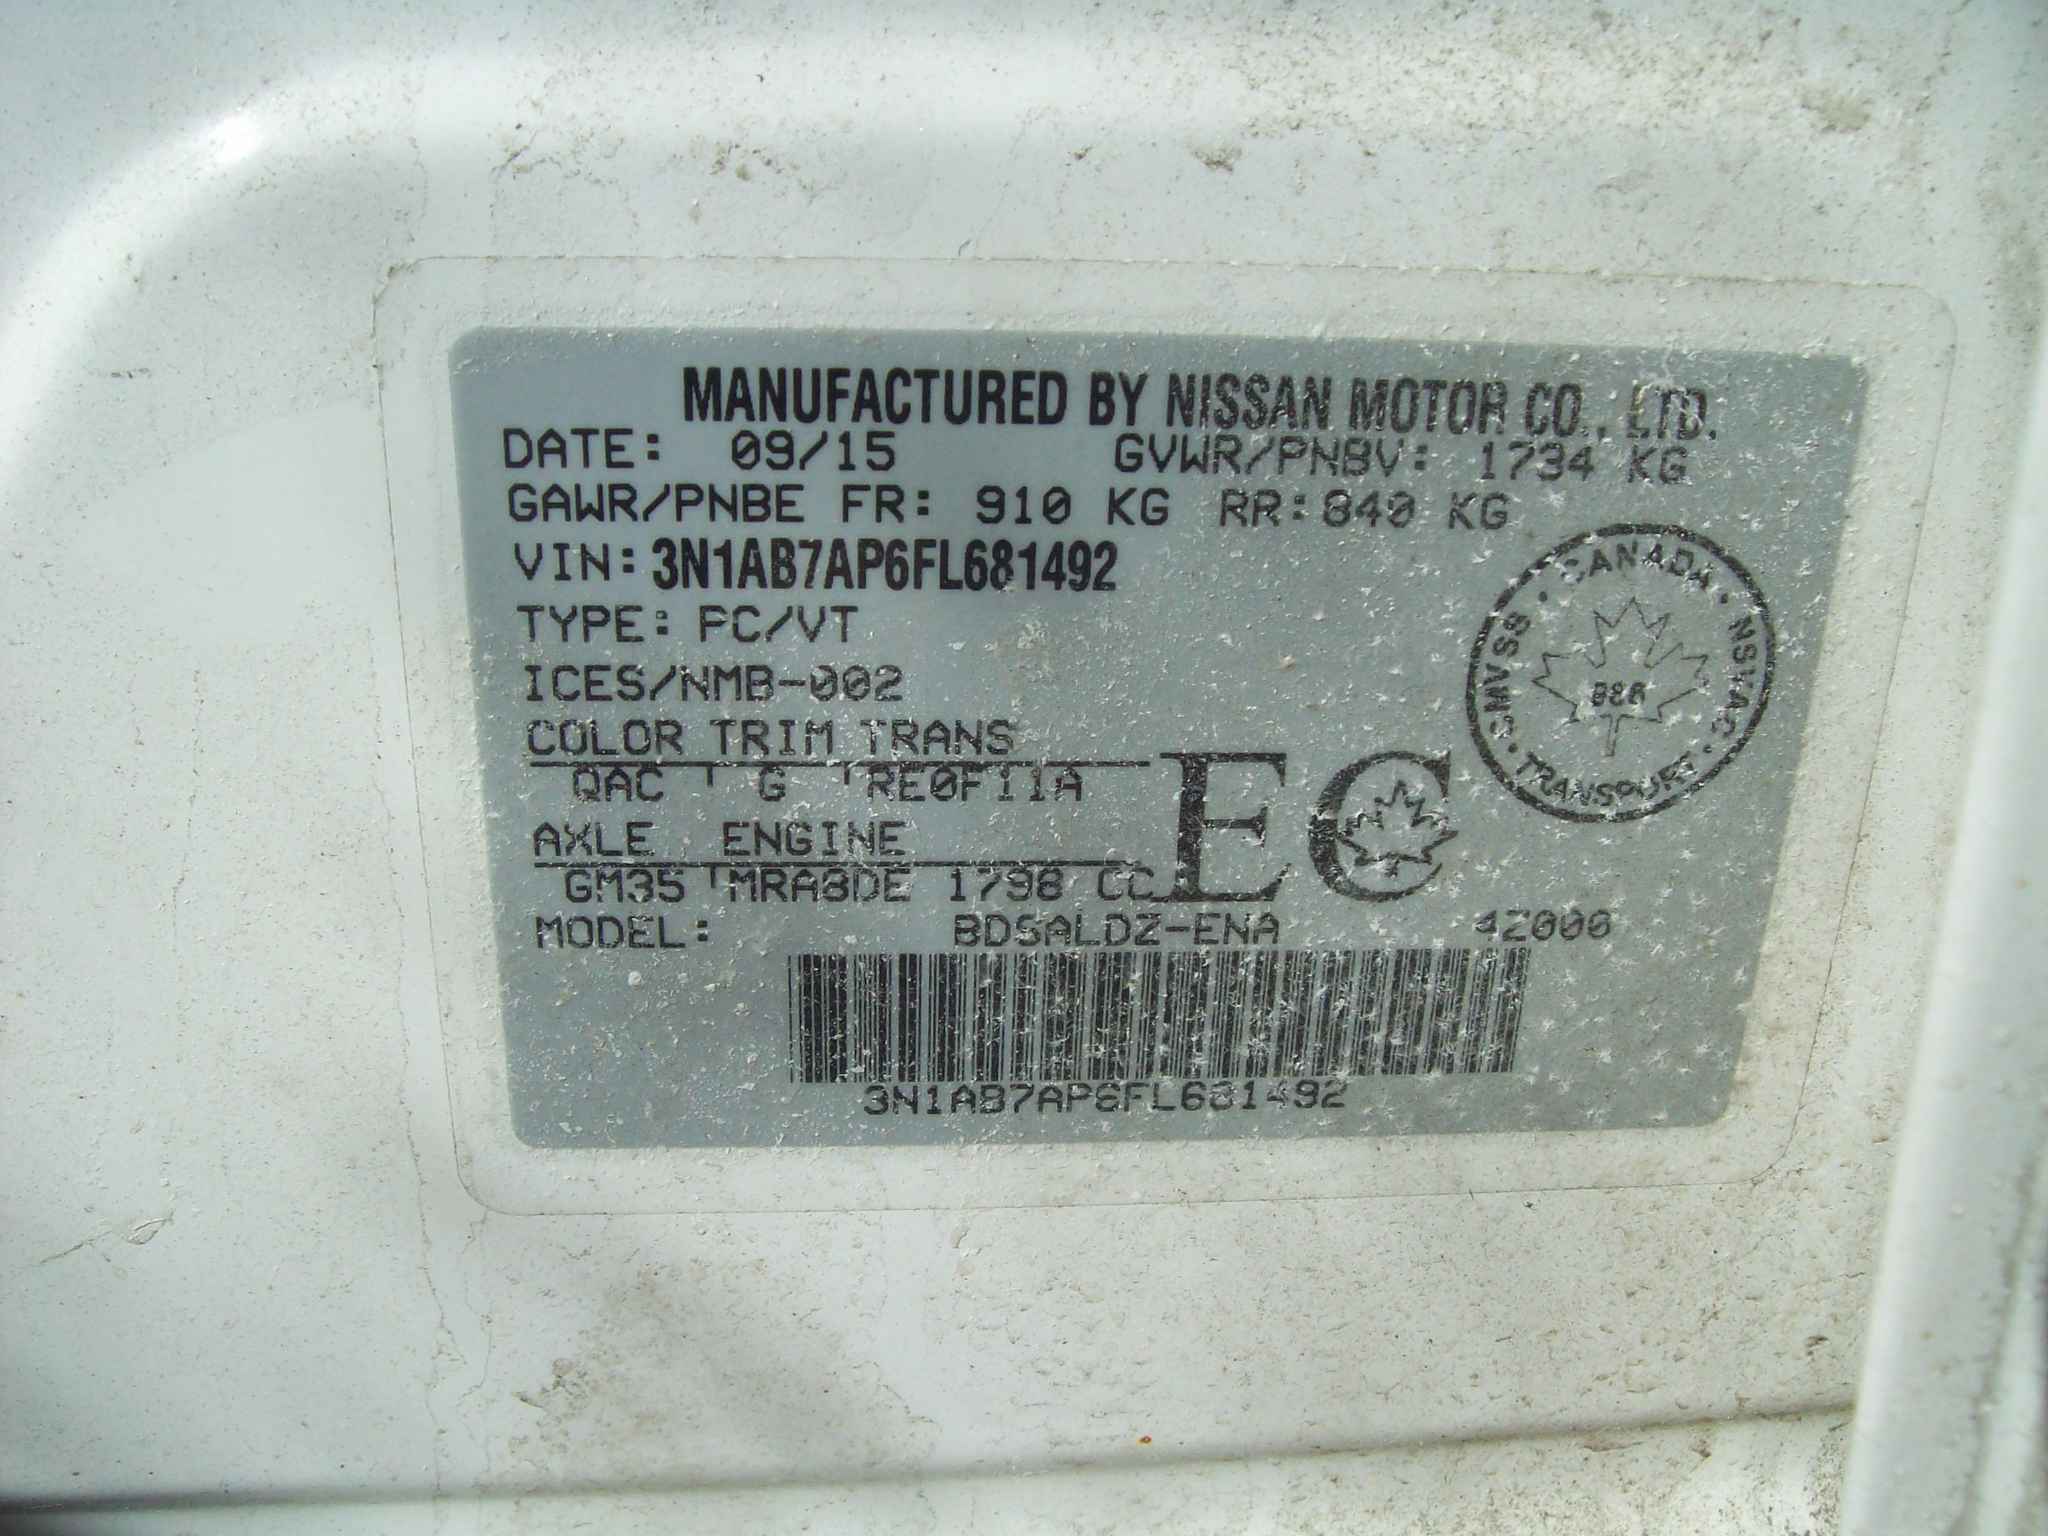 MANUFACTURED BY NISSAN MOTOR CO., LTD.
DATE: 09/15 GVWR/PNBV: 1734 KG
GAWR/PNBE FR: 910 KG RR: 840 KG
VIN: 3N1AB7AP6FL681492
TYPE: PC/VT
ICES/NMB-002
COLOR TRIM TRANS
QAC ' G ' RE0F11A
AXLE ENGINE
GM35 ' MRA8DE 1798 CC
EC
CANADA · NSVAC · TRANSPORT · CMVSS ·
MODEL: BDSALDZ-ENA 4Z000
3N1AB7AP6FL681492